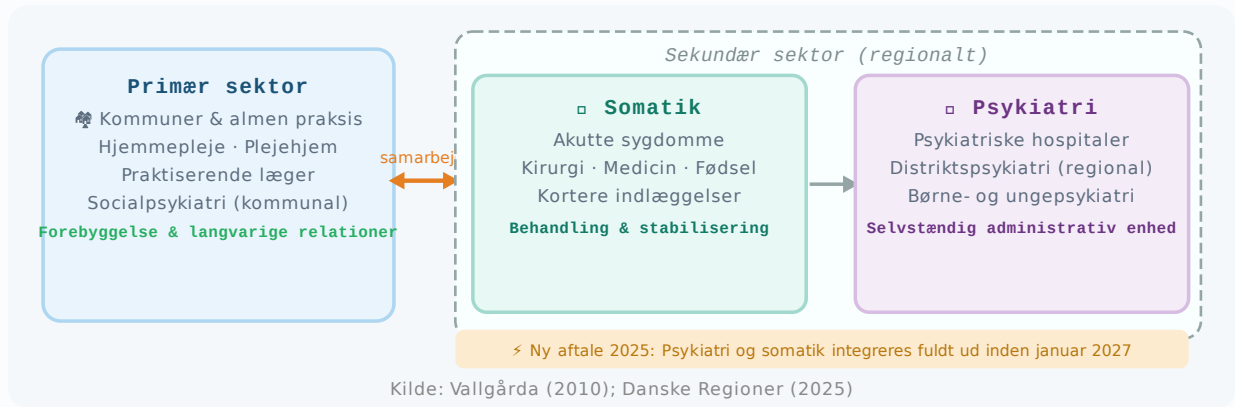 Primær sektor
🏘 Kommuner & almen praksis
Hjemmepleje · Plejehjem
Praktiserende læger
Socialpsykiatri (kommunal)
Forebyggelse & langvarige relationer
samarbej
Sekundær sektor (regionalt)
Somatik
Akutte sygdomme
Kirurgi · Medicin · Fødsel
Kortere indlæggelser
Behandling & stabilisering
Psykiatri
Psykiatriske hospitaler
Distriktspsykiatri (regional)
Børne- og ungepsykiatri
Selvstændig administrativ enhed
⚡ Ny aftale 2025: Psykiatri og somatik integreres fuldt ud inden januar 2027
Kilde: Vallgårda (2010); Danske Regioner (2025)